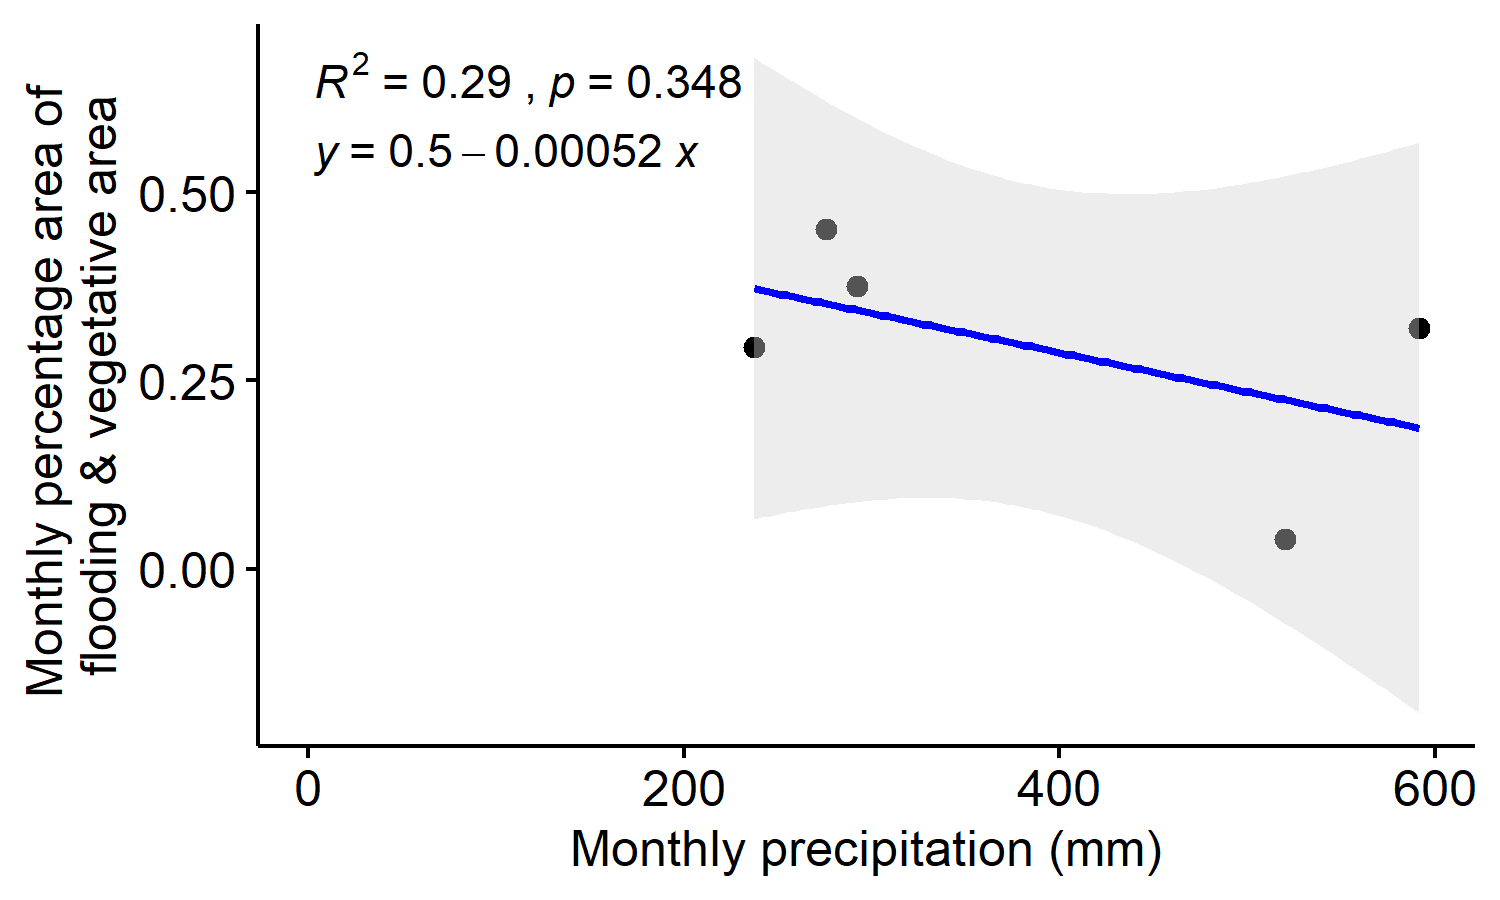 R² = 0.29 , p = 0.348
y = 0.5 – 0.00052 x
Monthly percentage area of
flooding & vegetative area
0.50
0.25
0.00
0 200 400 600
Monthly precipitation (mm)